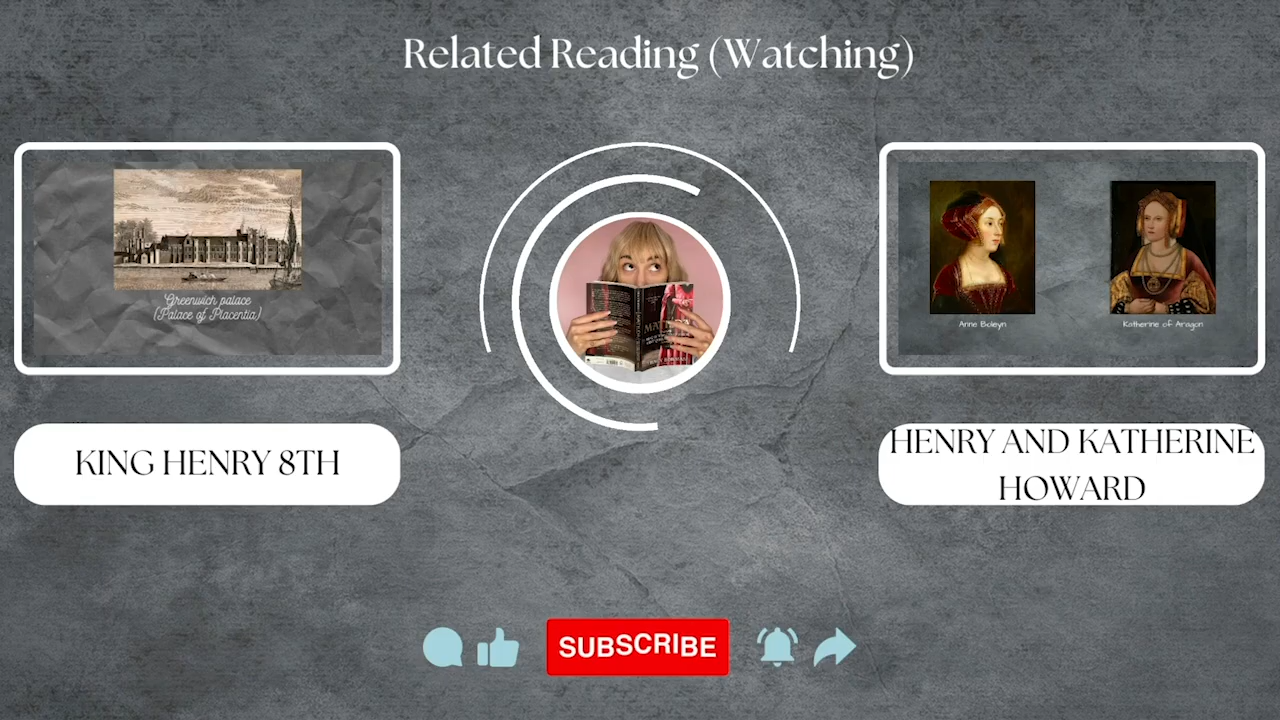 Related Reading (Watching)
Greenwich palace
(Palace of Placentia)
Anne Boleyn
Katherine of Aragon
KING HENRY 8TH
HENRY AND KATHERINE
HOWARD
SUBSCRIBE